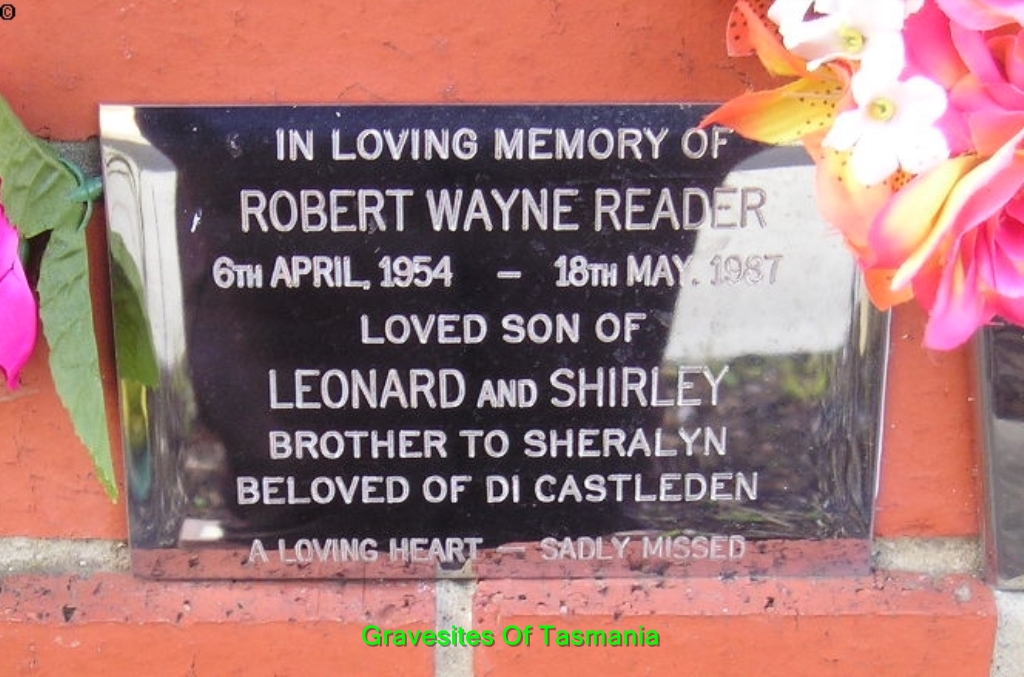 ©
IN LOVING MEMORY OF
ROBERT WAYNE READER
6TH APRIL, 1954 – 18TH MAY, 1987
LOVED SON OF
LEONARD AND SHIRLEY
BROTHER TO SHERALYN
BELOVED OF DI CASTLEDEN
A LOVING HEART – SADLY MISSED
Gravesites Of Tasmania